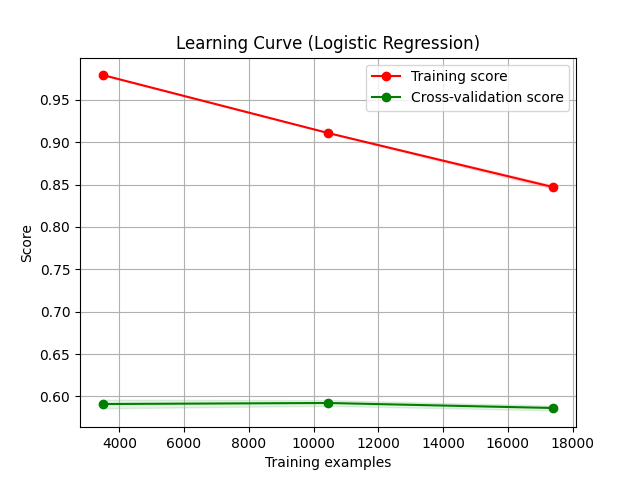 Learning Curve (Logistic Regression)
Training score
Cross-validation score
0.95
0.90
0.85
0.80
0.75
0.70
0.65
0.60
Score
4000 6000 8000 10000 12000 14000 16000 18000
Training examples